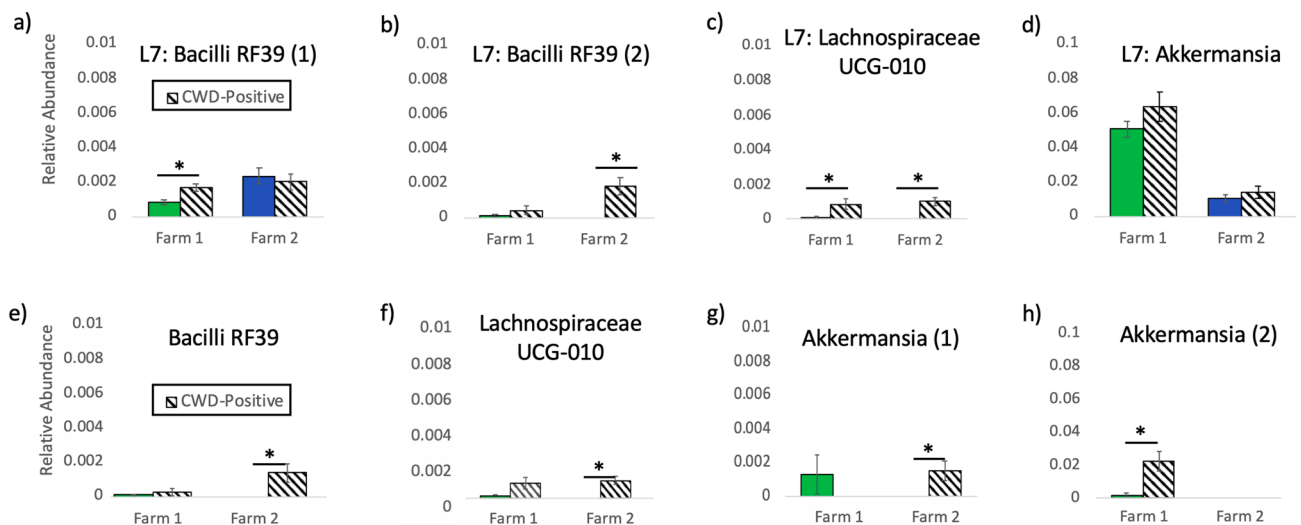 a)
L7: Bacilli RF39 (1)
Relative Abundance
0.01
0.008
0.006
0.004
0.002
0
CWD-Positive
*
Farm 1
Farm 2
b)
L7: Bacilli RF39 (2)
0.01
0.008
0.006
0.004
0.002
0
*
Farm 1
Farm 2
c)
L7: Lachnospiraceae
UCG-010
0.01
0.008
0.006
0.004
0.002
0
*
*
Farm 1
Farm 2
d)
L7: Akkermansia
0.1
0.08
0.06
0.04
0.02
0
Farm 1
Farm 2
e)
Bacilli RF39
Relative Abundance
0.01
0.008
0.006
0.004
0.002
0
CWD-Positive
*
Farm 1
Farm 2
f)
Lachnospiraceae
UCG-010
0.01
0.008
0.006
0.004
0.002
0
*
Farm 1
Farm 2
g)
Akkermansia (1)
0.01
0.008
0.006
0.004
0.002
0
*
Farm 1
Farm 2
h)
Akkermansia (2)
0.1
0.08
0.06
0.04
0.02
0
*
Farm 1
Farm 2